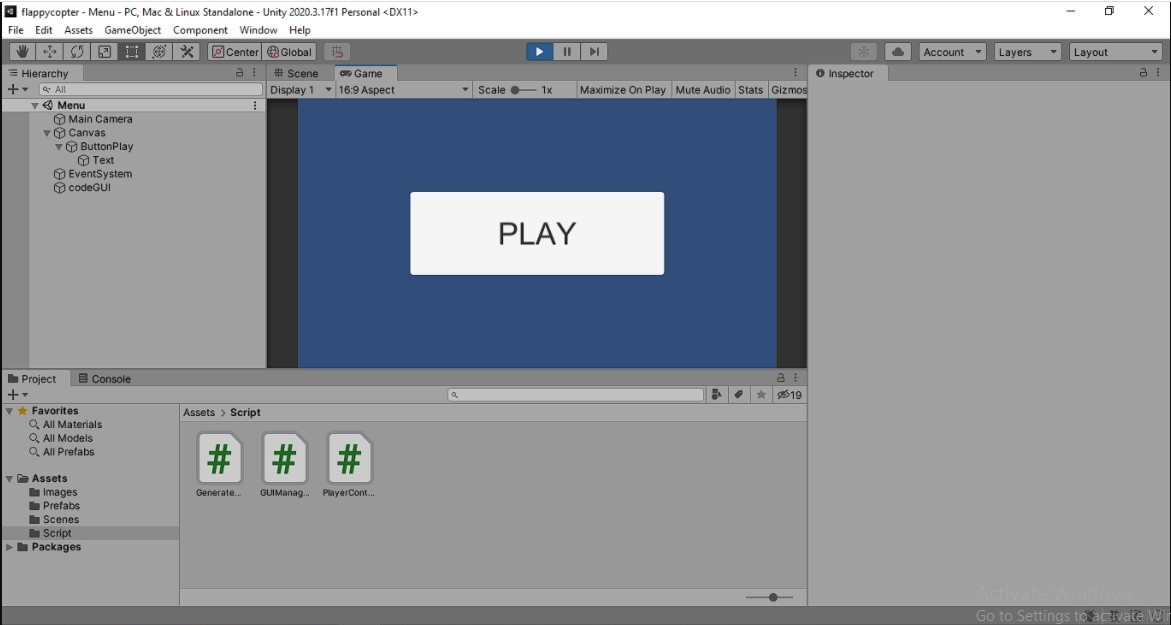 flappycopter - Menu - PC, Mac & Linux Standalone - Unity 2020.3.17f1 Personal <DX11>
File Edit Assets GameObject Component Window Help
Center Global Account Layers Layout
Hierarchy
All
Menu
Main Camera
Canvas
ButtonPlay
Text
EventSystem
codeGUI
Scene Game
Display 1 16:9 Aspect Scale 1x Maximize On Play Mute Audio Stats Gizmos
PLAY
Inspector
Project Console
19
Favorites
All Materials
All Models
All Prefabs
Assets
Images
Prefabs
Scenes
Script
Packages
Assets > Script
Generate... GUIManag... PlayerCont...
Activate Windows
Go to Settings to activate Win